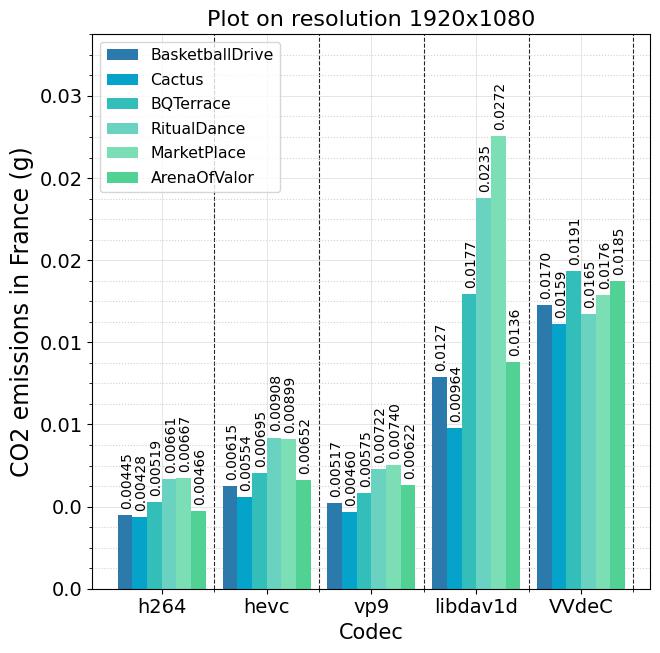 Plot on resolution 1920x1080
CO2 emissions in France (g)
0.03
0.02
0.02
0.01
0.01
0.0
0.0
BasketballDrive
Cactus
BQTerrace
RitualDance
MarketPlace
ArenaOfValor
0.00445
0.00428
0.00519
0.00661
0.00667
0.00466
0.00615
0.00554
0.00695
0.00908
0.00899
0.00652
0.00517
0.00460
0.00575
0.00722
0.00740
0.00622
0.0127
0.00964
0.0177
0.0235
0.0272
0.0136
0.0170
0.0159
0.0191
0.0165
0.0176
0.0185
h264
hevc
vp9
libdav1d
VVdeC
Codec